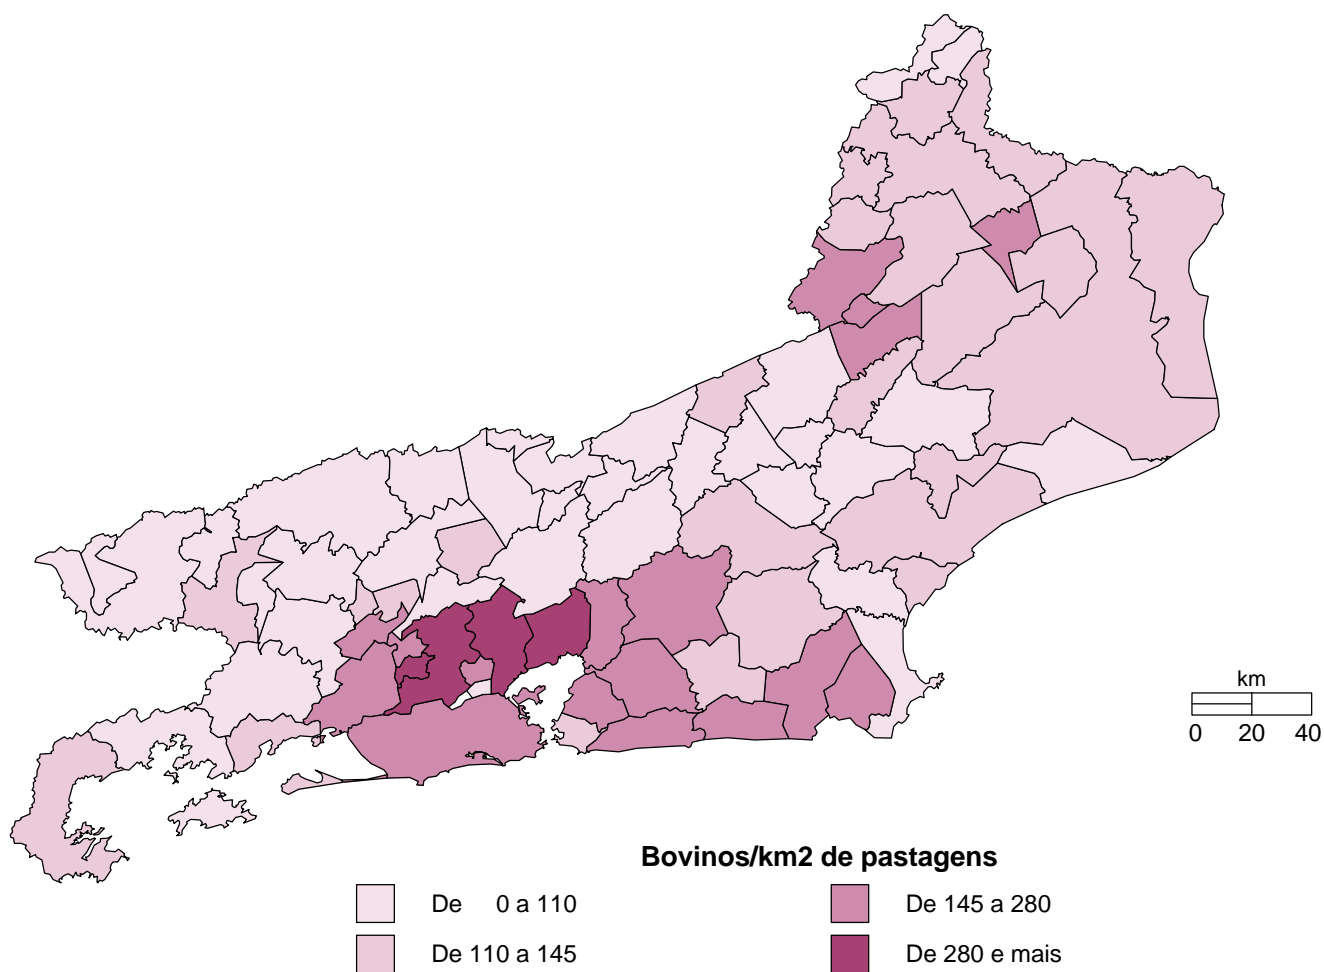 km
0 20 40
Bovinos/km2 de pastagens
De 0 a 110
De 145 a 280
De 110 a 145
De 280 e mais